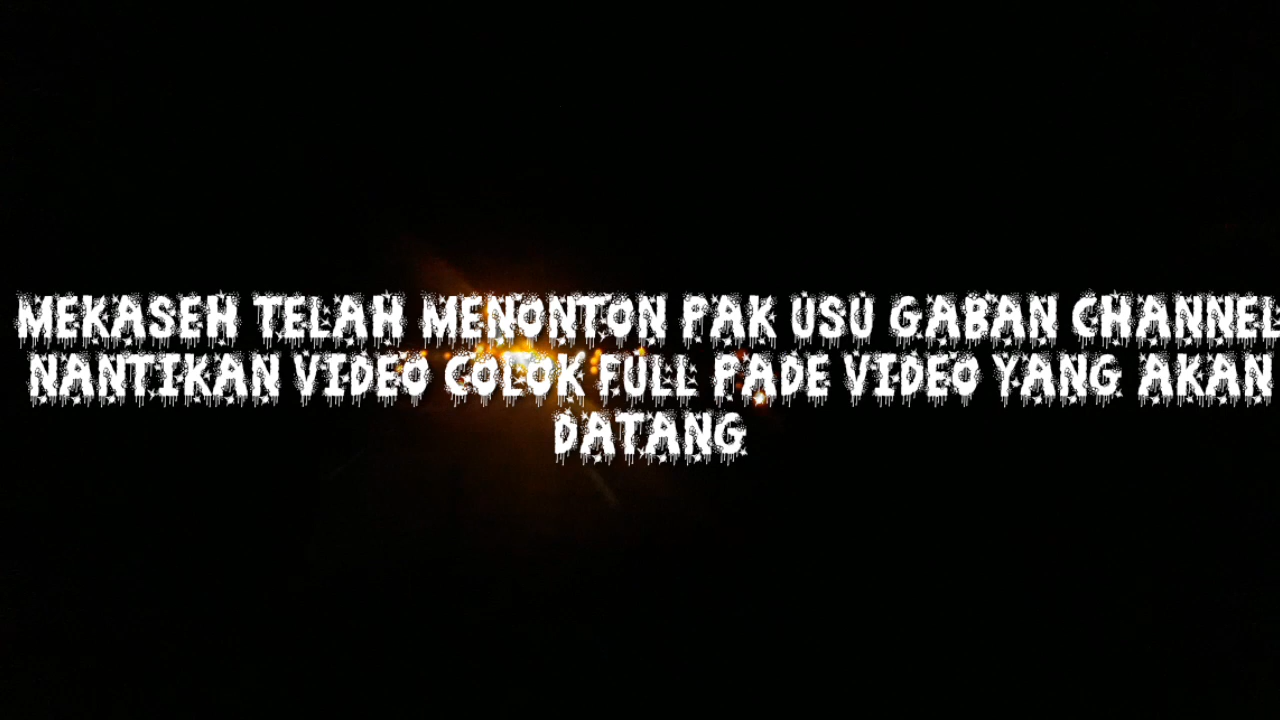 MEKASEH TELAH MENONTON PAK USU GABAN CHANNEL
NANTIKAN VIDEO COLOK FULL PADE VIDEO YANG AKAN
DATANG